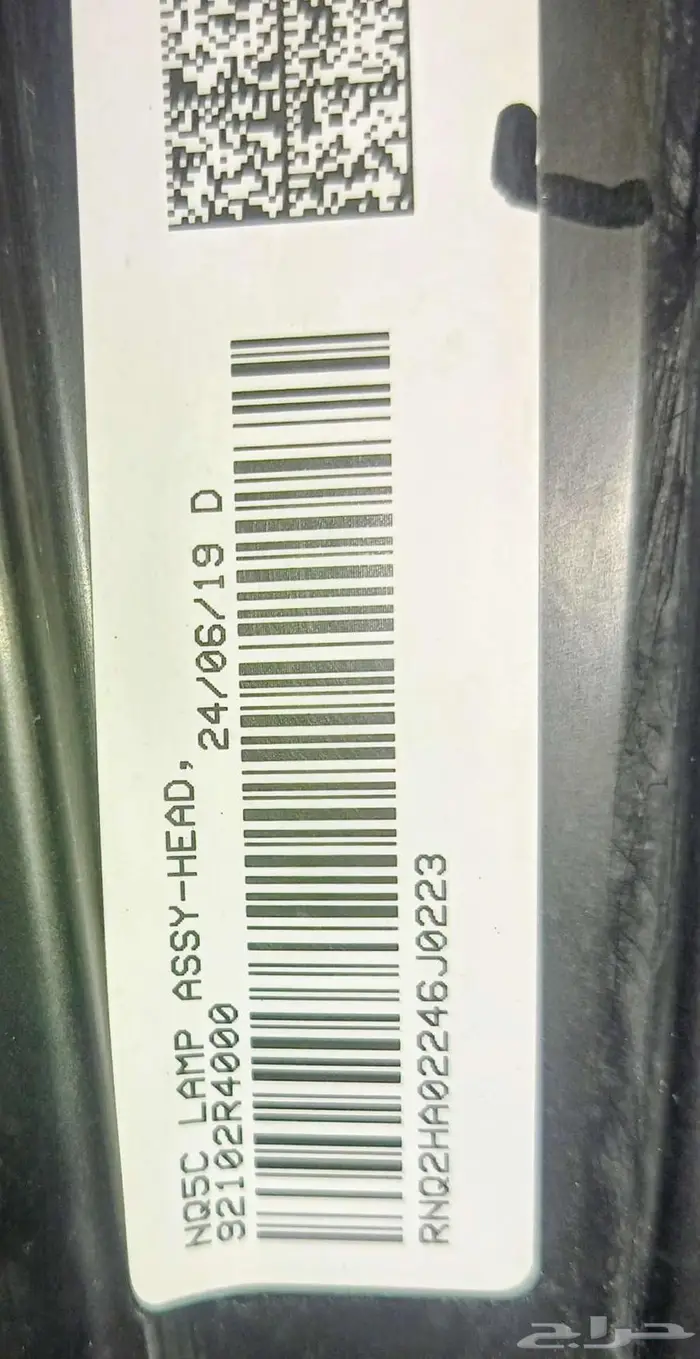 NQ5C LAMP ASSY-HEAD,
92102R4000
24/06/19 D
RNQ2HA02246J0223
حراج